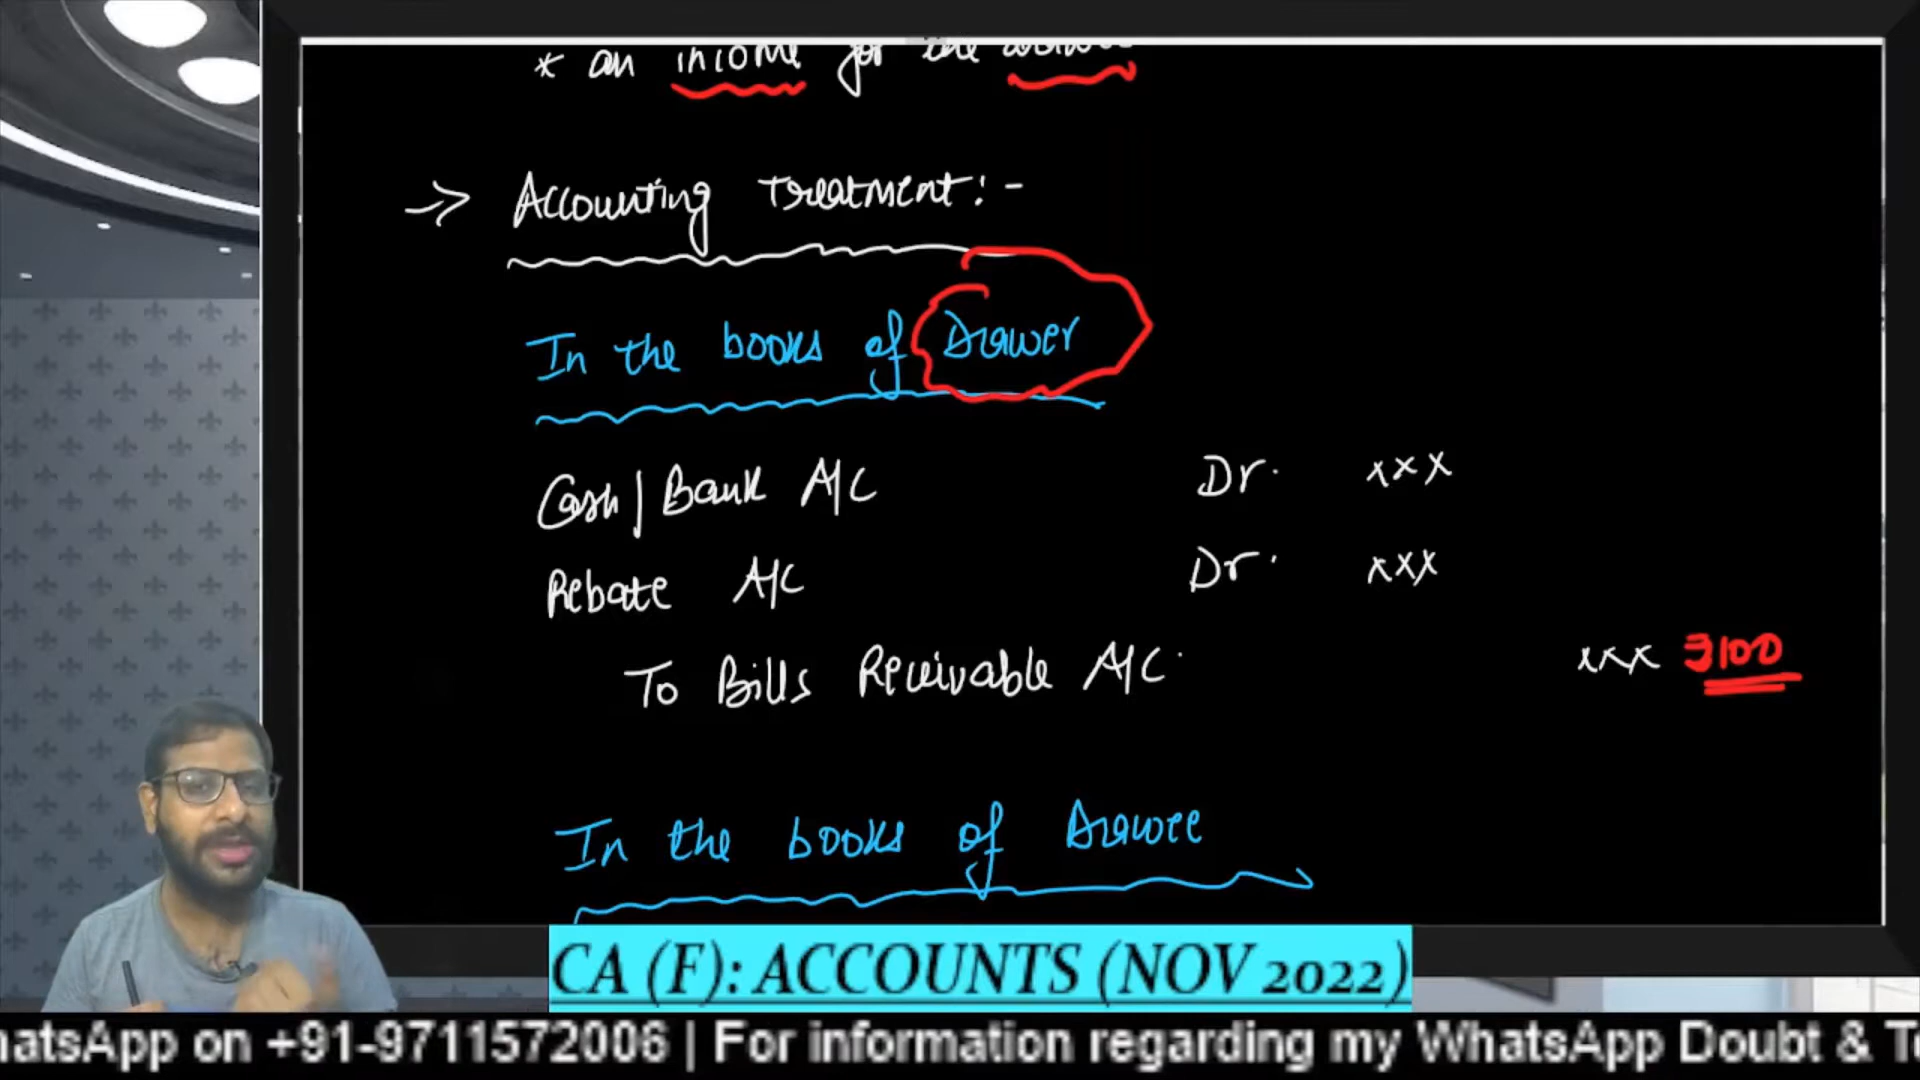 * an income for the
-> Accounting Treatment:-
In the books of Drawer
Cash/Bank A/C Dr. xxx
Rebate A/C Dr. xxx
To Bills Receivable A/C xxx 3100
In the books of Drawee
CA (F): ACCOUNTS (NOV 2022)
hatsApp on +91-9711572006 | For information regarding my WhatsApp Doubt & Te